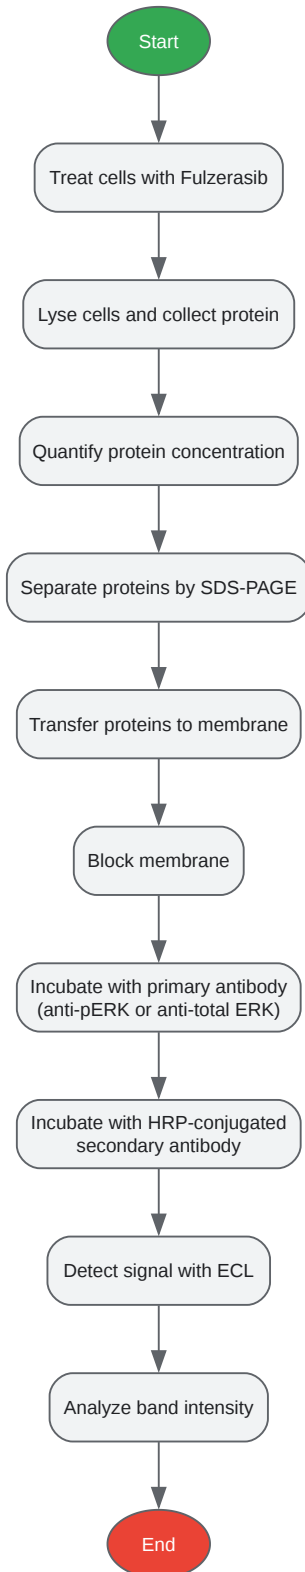 Start
Treat cells with Fulzerasib
Lyse cells and collect protein
Quantify protein concentration
Separate proteins by SDS-PAGE
Transfer proteins to membrane
Block membrane
Incubate with primary antibody
(anti-pERK or anti-total ERK)
Incubate with HRP-conjugated
secondary antibody
Detect signal with ECL
Analyze band intensity
End